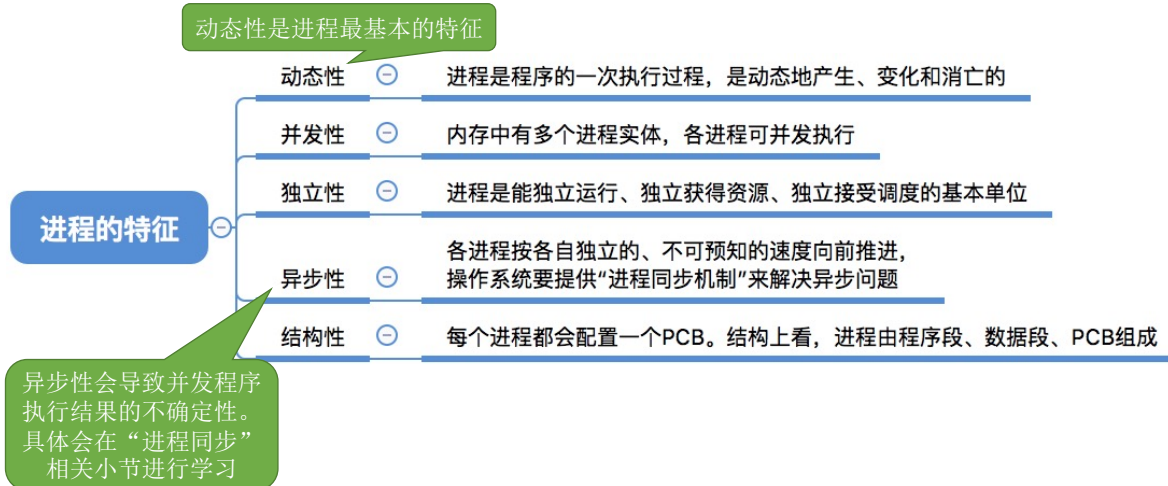 动态性是进程最基本的特征
动态性
进程是程序的一次执行过程，是动态地产生、变化和消亡的
并发性
内存中有多个进程实体，各进程可并发执行
进程的特征
独立性
进程是能独立运行、独立获得资源、独立接受调度的基本单位
异步性
各进程按各自独立的、不可预知的速度向前推进，
操作系统要提供“进程同步机制”来解决异步问题
结构性
每个进程都会配置一个PCB。结构上看，进程由程序段、数据段、PCB组成
异步性会导致并发程序
执行结果的不确定性。
具体会在“进程同步”
相关小节进行学习